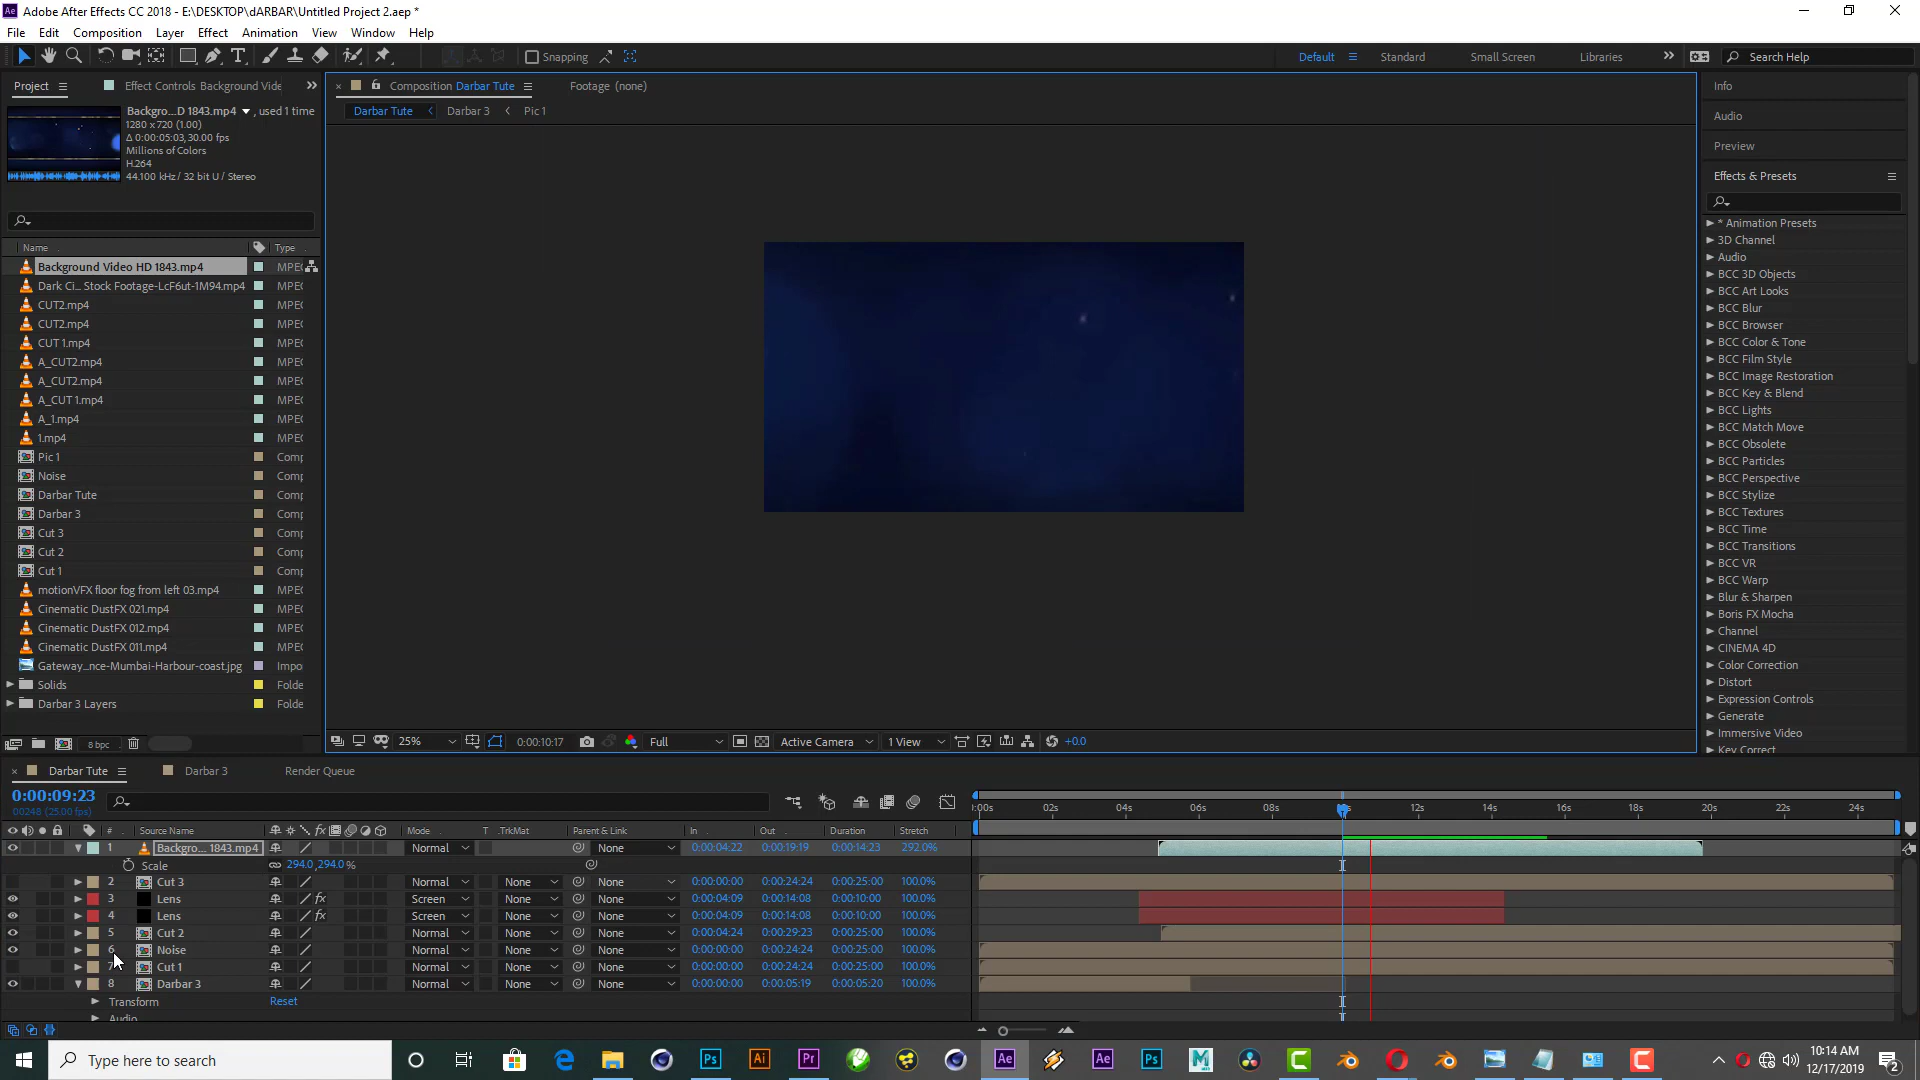 Adobe After Effects CC 2018 - E:\DESKTOP\dARBAR\Untitled Project 2.aep *
File Edit Composition Layer Effect Animation View Window Help
Snapping Default Standard Small Screen Libraries Search Help
Project Effect Controls Background Vide
Composition Darbar Tute Footage (none)
Darbar Tute Darbar 3 Pic 1
Backgro...D 1843.mp4 , used 1 time
1280 x 720 (1.00)
Δ 0:00:05:03, 30.00 fps
Millions of Colors
H.264
44.100 kHz / 32 bit U / Stereo
Name Type
Background Video HD 1843.mp4 MPEG
Dark Ci... Stock Footage-LcF6ut-1M94.mp4 MPEG
CUT2.mp4 MPEG
CUT2.mp4 MPEG
CUT 1.mp4 MPEG
A_CUT2.mp4 MPEG
A_CUT2.mp4 MPEG
A_CUT 1.mp4 MPEG
A_1.mp4 MPEG
1.mp4 MPEG
Pic 1 Comp
Noise Comp
Darbar Tute Comp
Darbar 3 Comp
Cut 3 Comp
Cut 2 Comp
Cut 1 Comp
motionVFX floor fog from left 03.mp4 MPEG
Cinematic DustFX 021.mp4 MPEG
Cinematic DustFX 012.mp4 MPEG
Cinematic DustFX 011.mp4 MPEG
Gateway...nce-Mumbai-Harbour-coast.jpg Impo
Solids Folde
Darbar 3 Layers Folde
8 bpc
25% 0:00:10:17 Full Active Camera 1 View +0.0
Info
Audio
Preview
Effects & Presets
* Animation Presets
3D Channel
Audio
BCC 3D Objects
BCC Art Looks
BCC Blur
BCC Browser
BCC Color & Tone
BCC Film Style
BCC Image Restoration
BCC Key & Blend
BCC Lights
BCC Match Move
BCC Obsolete
BCC Particles
BCC Perspective
BCC Stylize
BCC Textures
BCC Time
BCC Transitions
BCC VR
BCC Warp
Blur & Sharpen
Boris FX Mocha
Channel
CINEMA 4D
Color Correction
Distort
Expression Controls
Generate
Immersive Video
Key Correct
Darbar Tute Darbar 3 Render Queue
0:00:09:23
00248 (25.00 fps)
:00s 02s 04s 06s 08s 12s 14s 16s 18s 20s 22s 24s
# Source Name fx Mode T .TrkMat Parent & Link In Out Duration Stretch
1 Backgro... 1843.mp4 Normal None 0:00:04:22 0:00:19:19 0:00:14:23 292.0%
Scale 294.0,294.0%
2 Cut 3 Normal None None 0:00:00:00 0:00:24:24 0:00:25:00 100.0%
3 Lens fx Screen None None 0:00:04:09 0:00:14:08 0:00:10:00 100.0%
4 Lens fx Screen None None 0:00:04:09 0:00:14:08 0:00:10:00 100.0%
5 Cut 2 Normal None None 0:00:04:24 0:00:29:23 0:00:25:00 100.0%
6 Noise Normal None None 0:00:00:00 0:00:24:24 0:00:25:00 100.0%
7 Cut 1 Normal None None 0:00:00:00 0:00:24:24 0:00:25:00 100.0%
8 Darbar 3 Normal None None 0:00:00:00 0:00:05:19 0:00:05:20 100.0%
Transform Reset
Audio
Type here to search
10:14 AM
12/17/2019